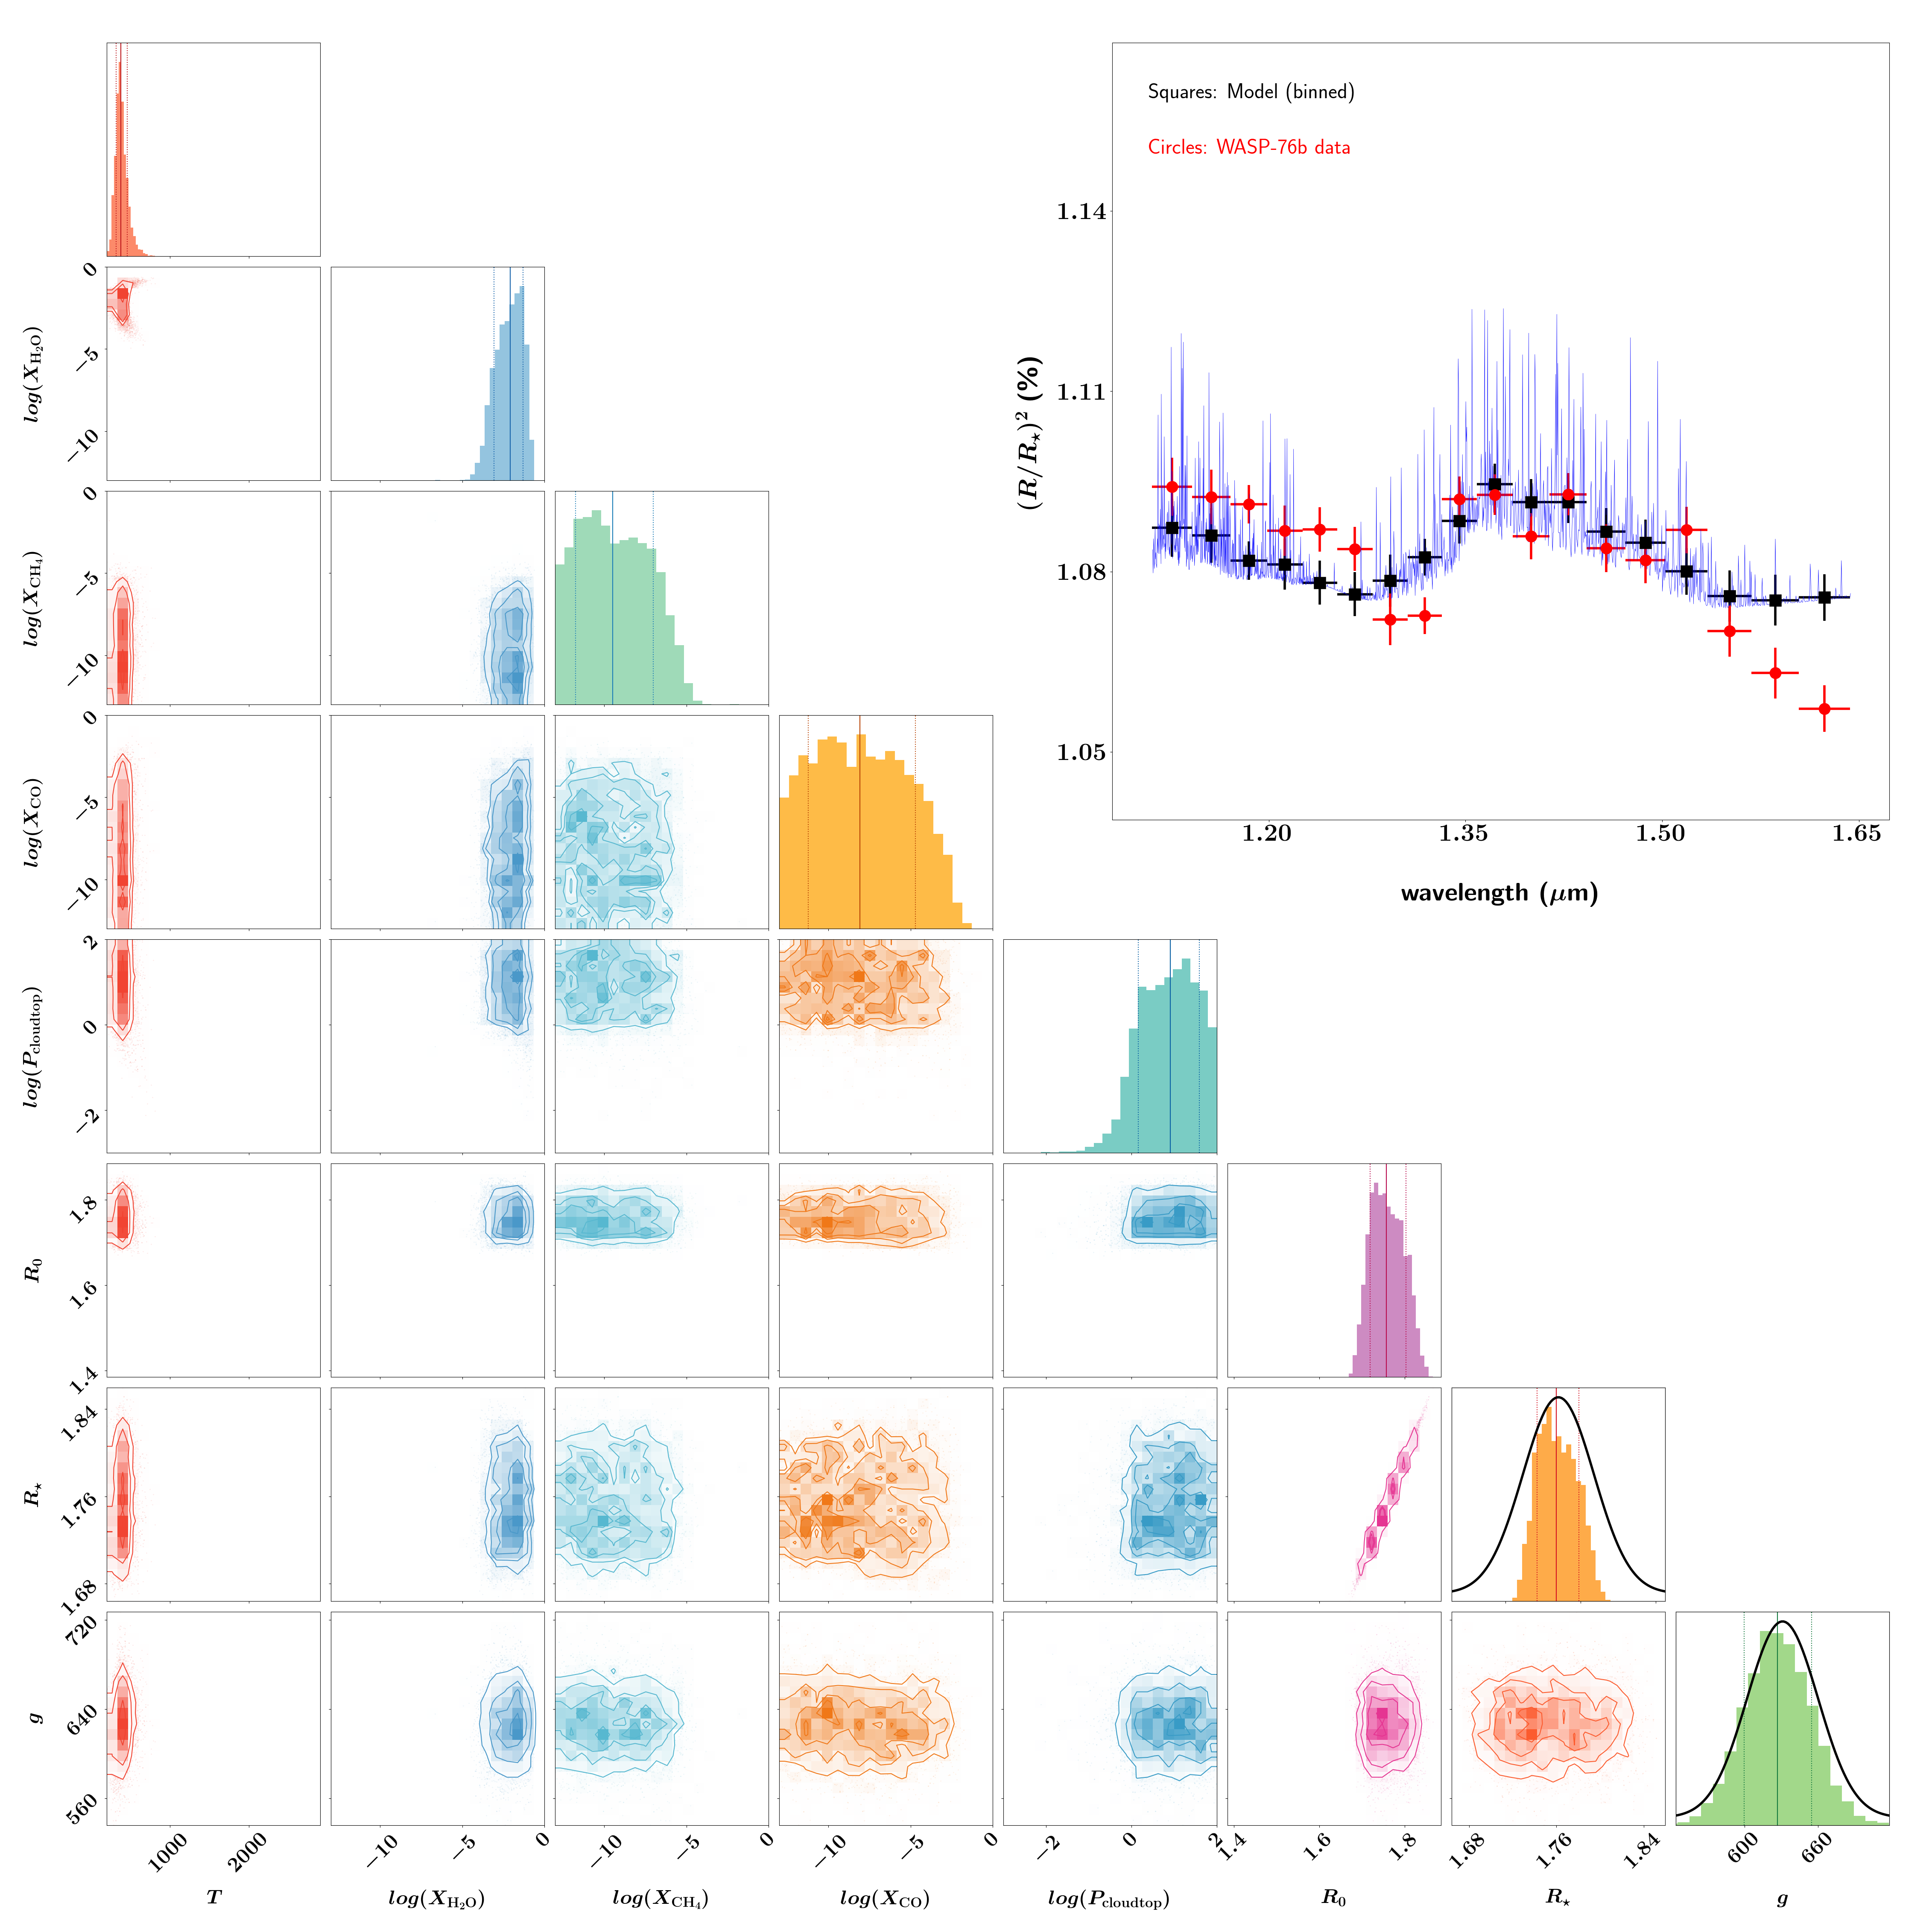 Squares: Model (binned)
Circles: WASP-76b data
(R/R⋆)² (%)
1.14
1.11
1.08
1.05
1.20 1.35 1.50 1.65
wavelength (μm)
log(X_H₂O)
0
−5
−10
log(X_CH₄)
0
−5
−10
log(X_CO)
0
−5
−10
log(P_cloudtop)
2
0
−2
R₀
1.8
1.6
1.4
R⋆
1.84
1.76
1.68
g
720
640
560
1000 2000 −10 −5 0 −10 −5 0 −10 −5 0 −2 0 2 1.4 1.6 1.8 1.68 1.76 1.84 600 660
T log(X_H₂O) log(X_CH₄) log(X_CO) log(P_cloudtop) R₀ R⋆ g